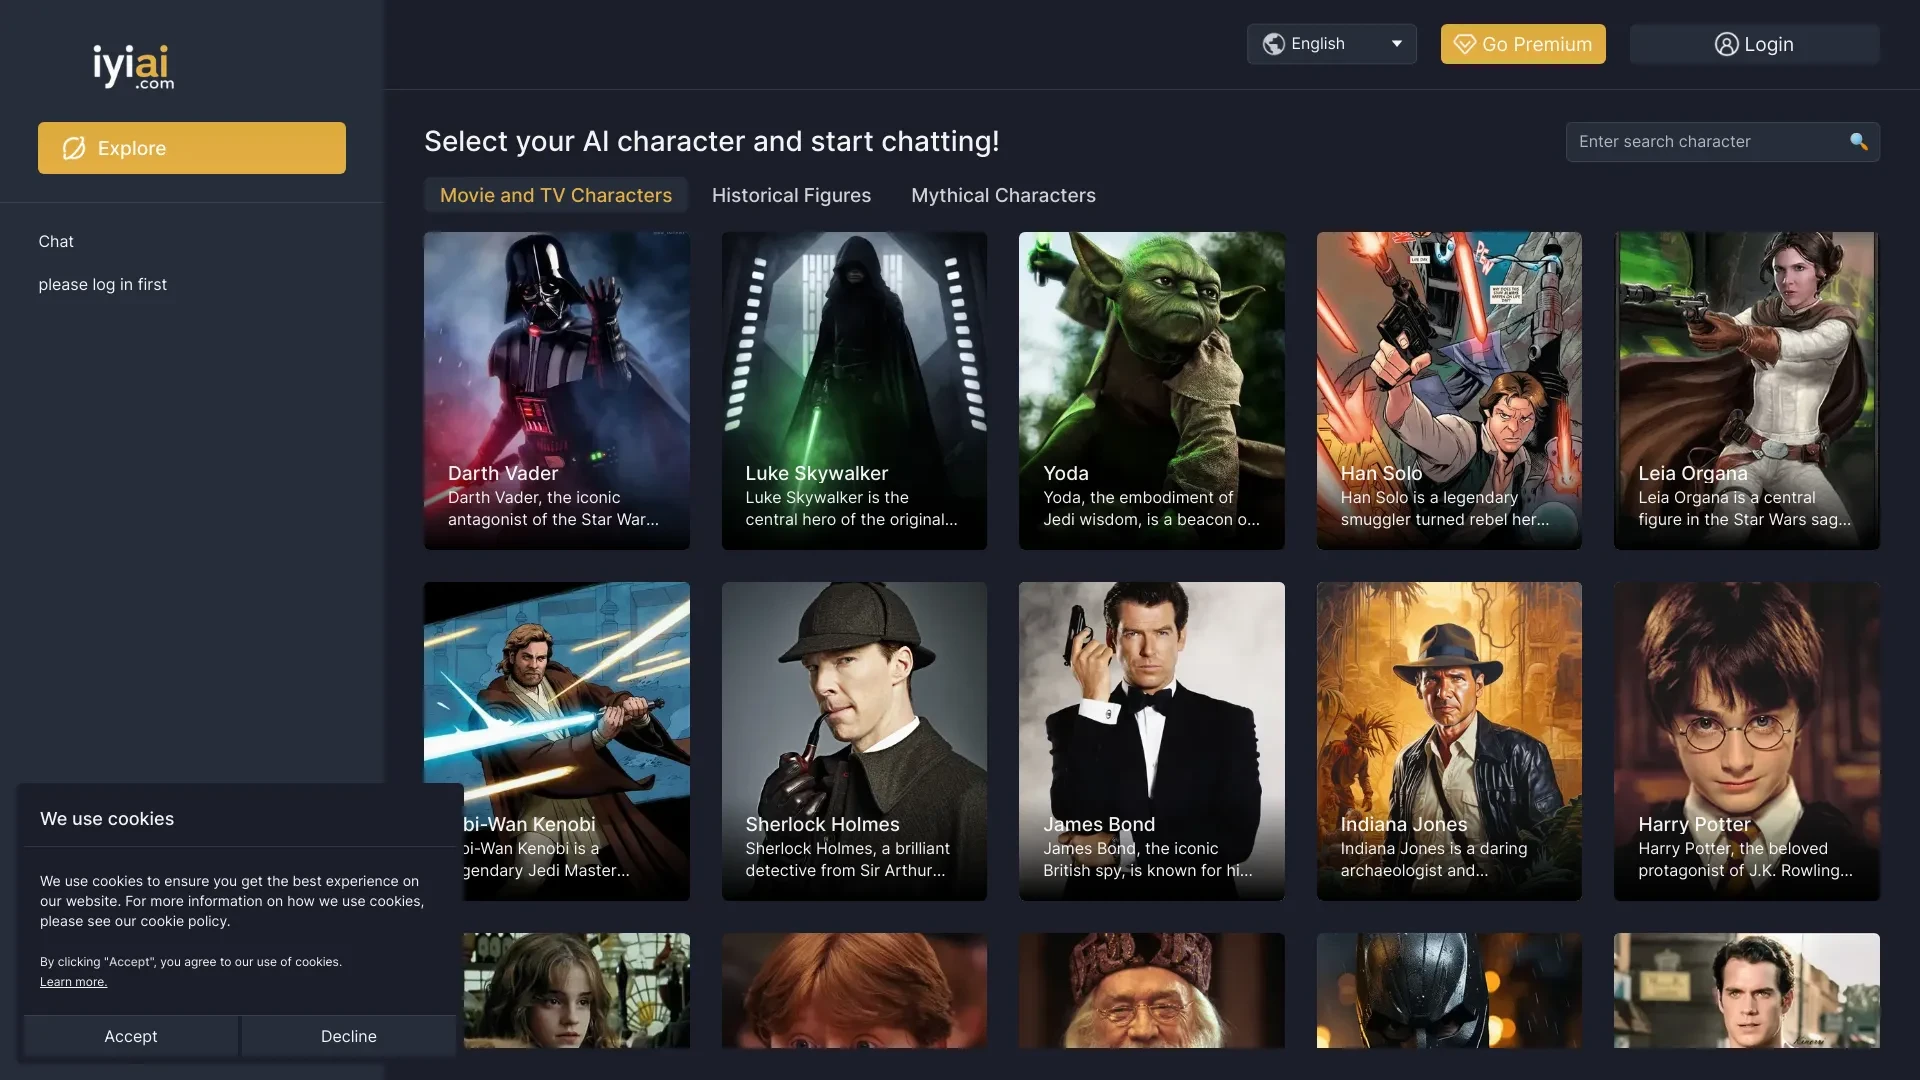 iyiai
.com
Explore
Chat
please log in first
English
Go Premium
Login
Select your AI character and start chatting!
Enter search character
Movie and TV Characters
Historical Figures
Mythical Characters
Darth Vader
Darth Vader, the iconic
antagonist of the Star War...
Luke Skywalker
Luke Skywalker is the
central hero of the original...
Yoda
Yoda, the embodiment of
Jedi wisdom, is a beacon o...
Han Solo
Han Solo is a legendary
smuggler turned rebel her...
Leia Organa
Leia Organa is a central
figure in the Star Wars sag...
bi-Wan Kenobi
bi-Wan Kenobi is a
gendary Jedi Master...
Sherlock Holmes
Sherlock Holmes, a brilliant
detective from Sir Arthur...
James Bond
James Bond, the iconic
British spy, is known for hi...
Indiana Jones
Indiana Jones is a daring
archaeologist and...
Harry Potter
Harry Potter, the beloved
protagonist of J.K. Rowling...
We use cookies
We use cookies to ensure you get the best experience on
our website. For more information on how we use cookies,
please see our cookie policy.
By clicking "Accept", you agree to our use of cookies.
Learn more.
Accept
Decline